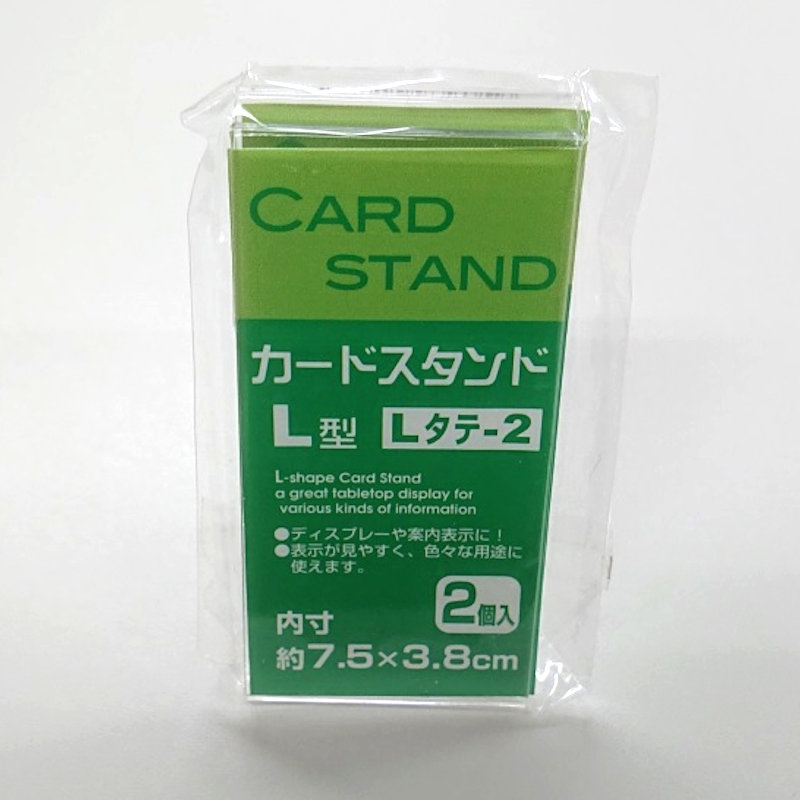 CARD
STAND
カードスタンド
L型 Lタテ-2
L-shape Card Stand
a great tabletop display for
various kinds of information
●ディスプレーや案内表示に！
●表示が見やすく、色々な用途に
使えます。
2個入
内寸
約7.5×3.8cm